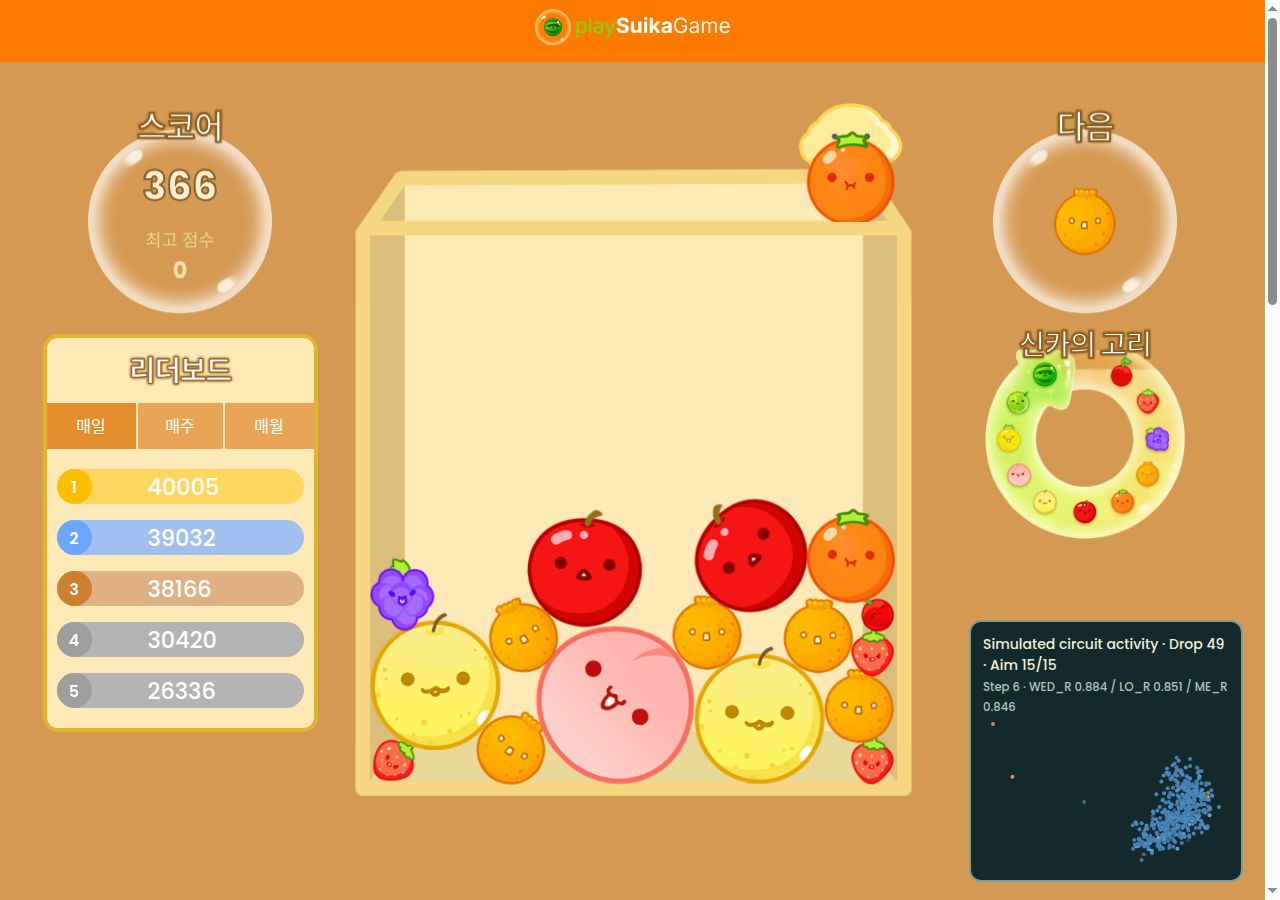 playSuikaGame
스코어
366
최고 점수
0
다음
신카의 고리
리더보드
매일
매주
매월
1
40005
2
39032
3
38166
4
30420
5
26336
Simulated circuit activity · Drop 49
· Aim 15/15
Step 6 · WED_R 0.884 / LO_R 0.851 / ME_R
0.846